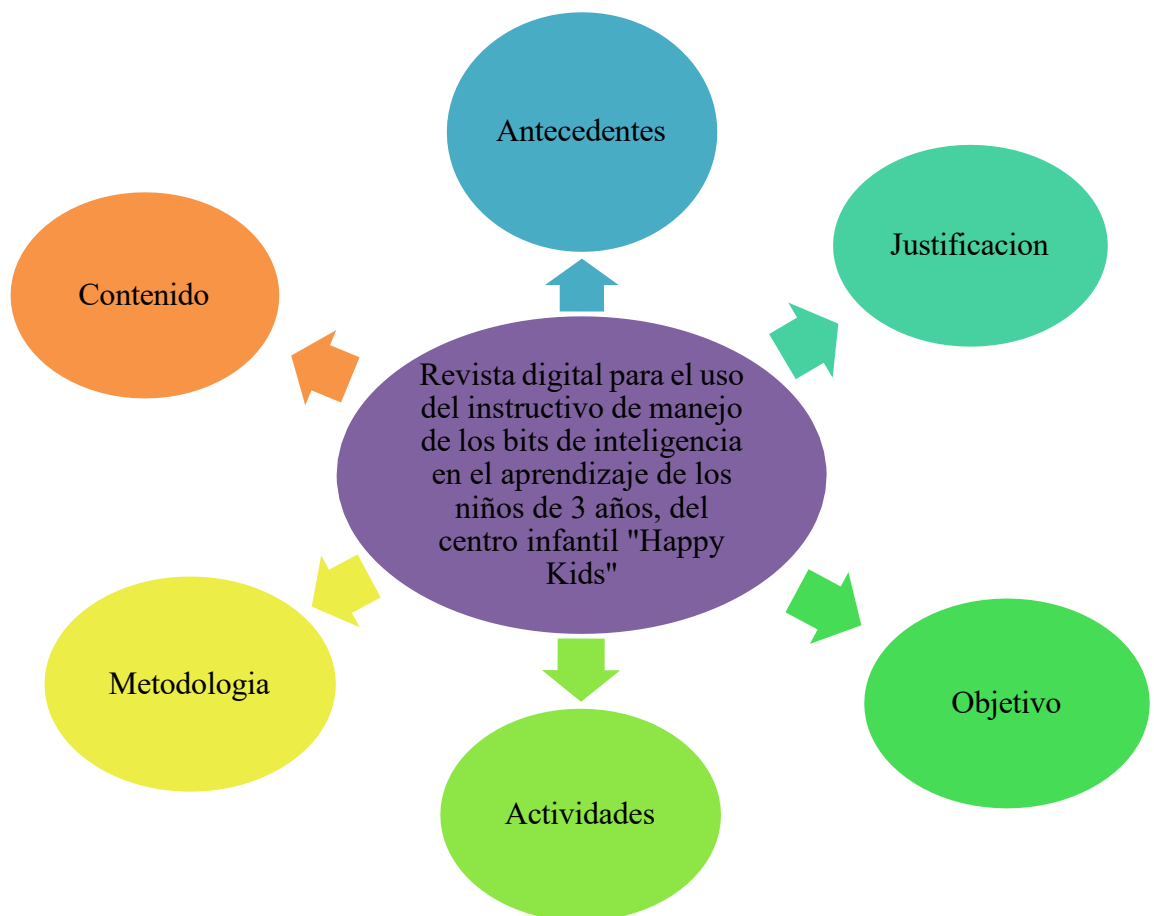 Antecedentes
Justificacion
Contenido
Revista digital para el uso
del instructivo de manejo
de los bits de inteligencia
en el aprendizaje de los
niños de 3 años, del
centro infantil "Happy
Kids"
Metodologia
Objetivo
Actividades